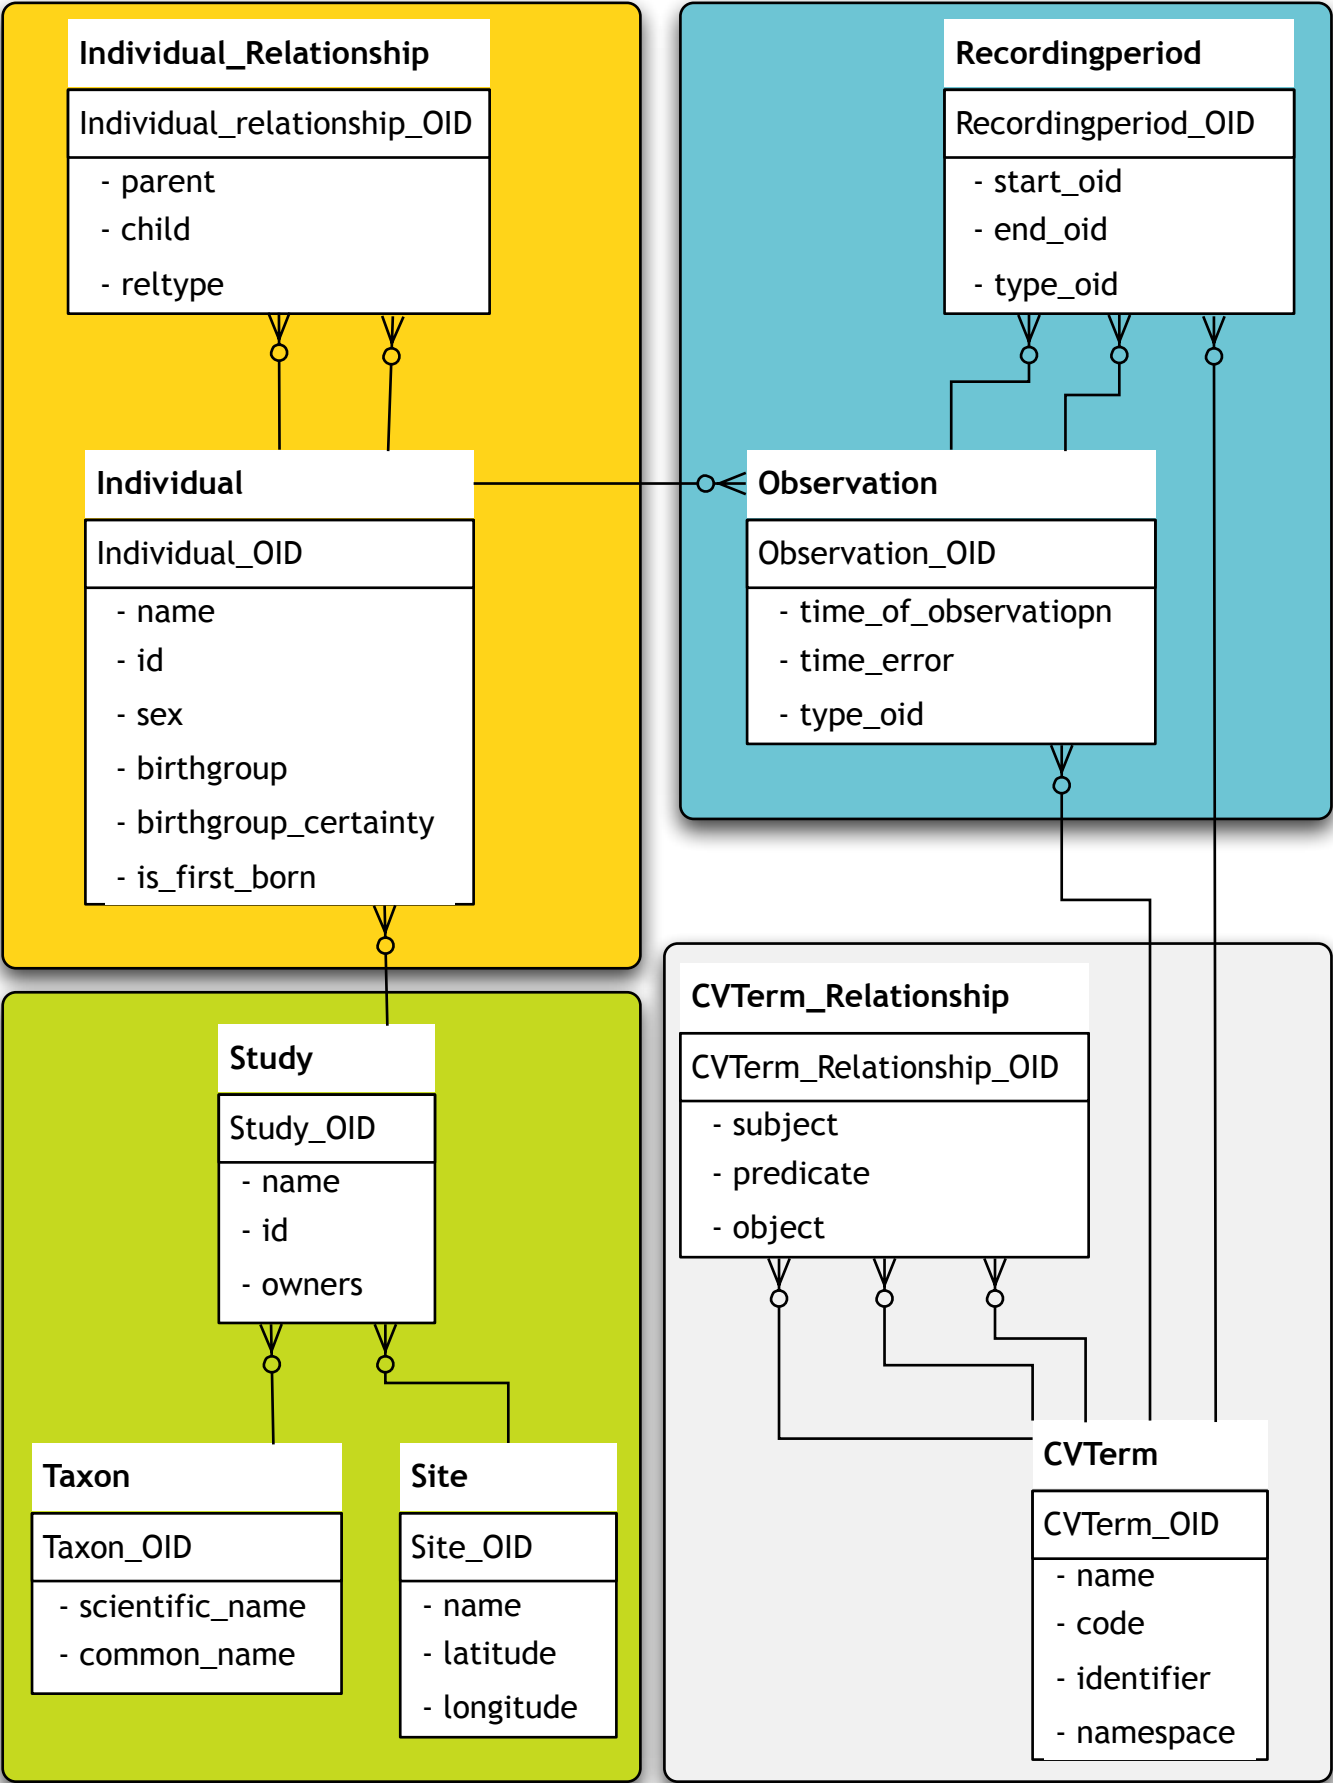 Individual_Relationship
Individual_relationship_OID
- parent
- child
- reltype
Recordingperiod
Recordingperiod_OID
- start_oid
- end_oid
- type_oid
Individual
Individual_OID
- name
- id
- sex
- birthgroup
- birthgroup_certainty
- is_first_born
Observation
Observation_OID
- time_of_observatiopn
- time_error
- type_oid
Study
Study_OID
- name
- id
- owners
CVTerm_Relationship
CVTerm_Relationship_OID
- subject
- predicate
- object
Taxon
Taxon_OID
- scientific_name
- common_name
Site
Site_OID
- name
- latitude
- longitude
CVTerm
CVTerm_OID
- name
- code
- identifier
- namespace